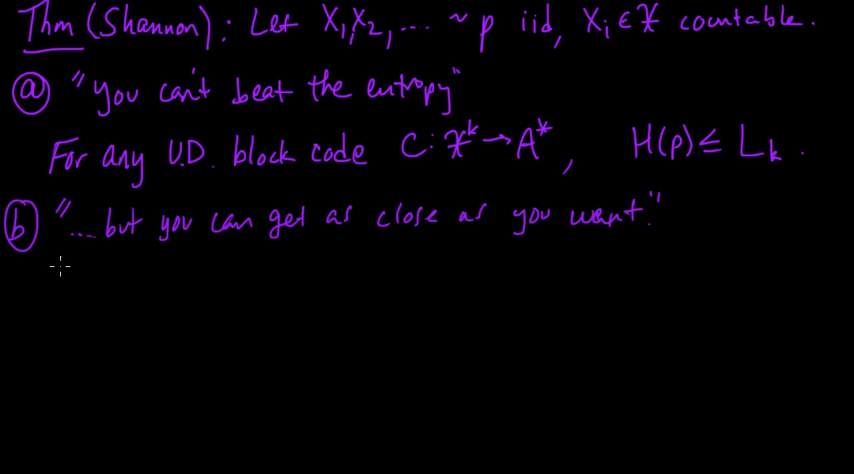 Thm (Shannon): Let X₁,X₂,... ~ p iid, Xᵢ ∈ 𝒳 countable.
(a) "You can't beat the entropy"
For any U.D. block code C: 𝒳ᵏ → A*, H(p) ≤ Lₖ.
(b) "...but you can get as close as you want."